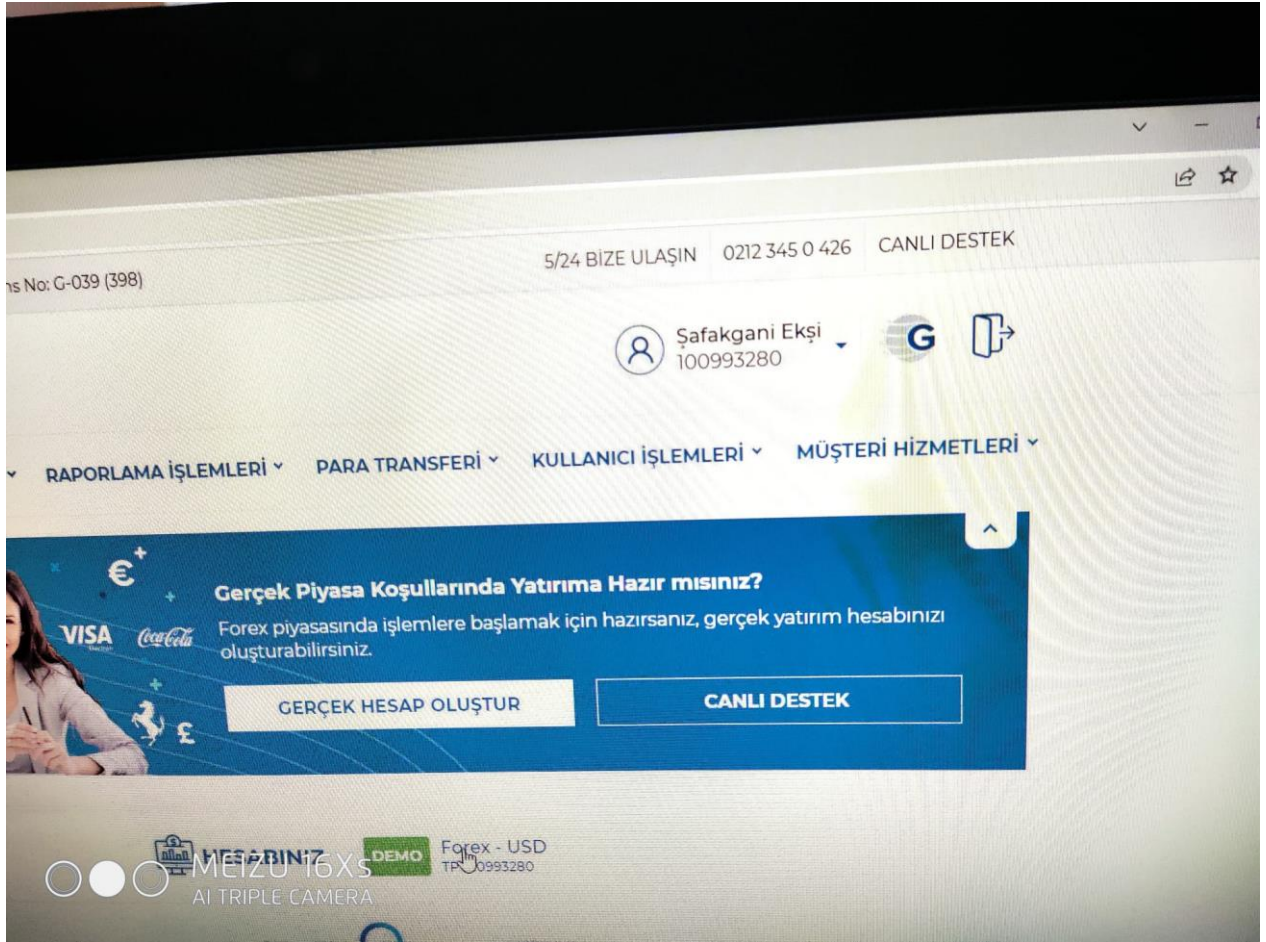 ns No: G-039 (398)
5/24 BİZE ULAŞIN
0212 345 0 426
CANLI DESTEK
Şafakgani Ekşi
100993280
G
RAPORLAMA İŞLEMLERİ
PARA TRANSFERİ
KULLANICI İŞLEMLERİ
MÜŞTERİ HİZMETLERİ
Gerçek Piyasa Koşullarında Yatırıma Hazır mısınız?
Forex piyasasında işlemlere başlamak için hazırsanız, gerçek yatırım hesabınızı
oluşturabilirsiniz.
VISA
Coca-Cola
GERÇEK HESAP OLUŞTUR
CANLI DESTEK
HESABINIZ
DEMO
Forex - USD
MEIZU 16Xs
AI TRIPLE CAMERA